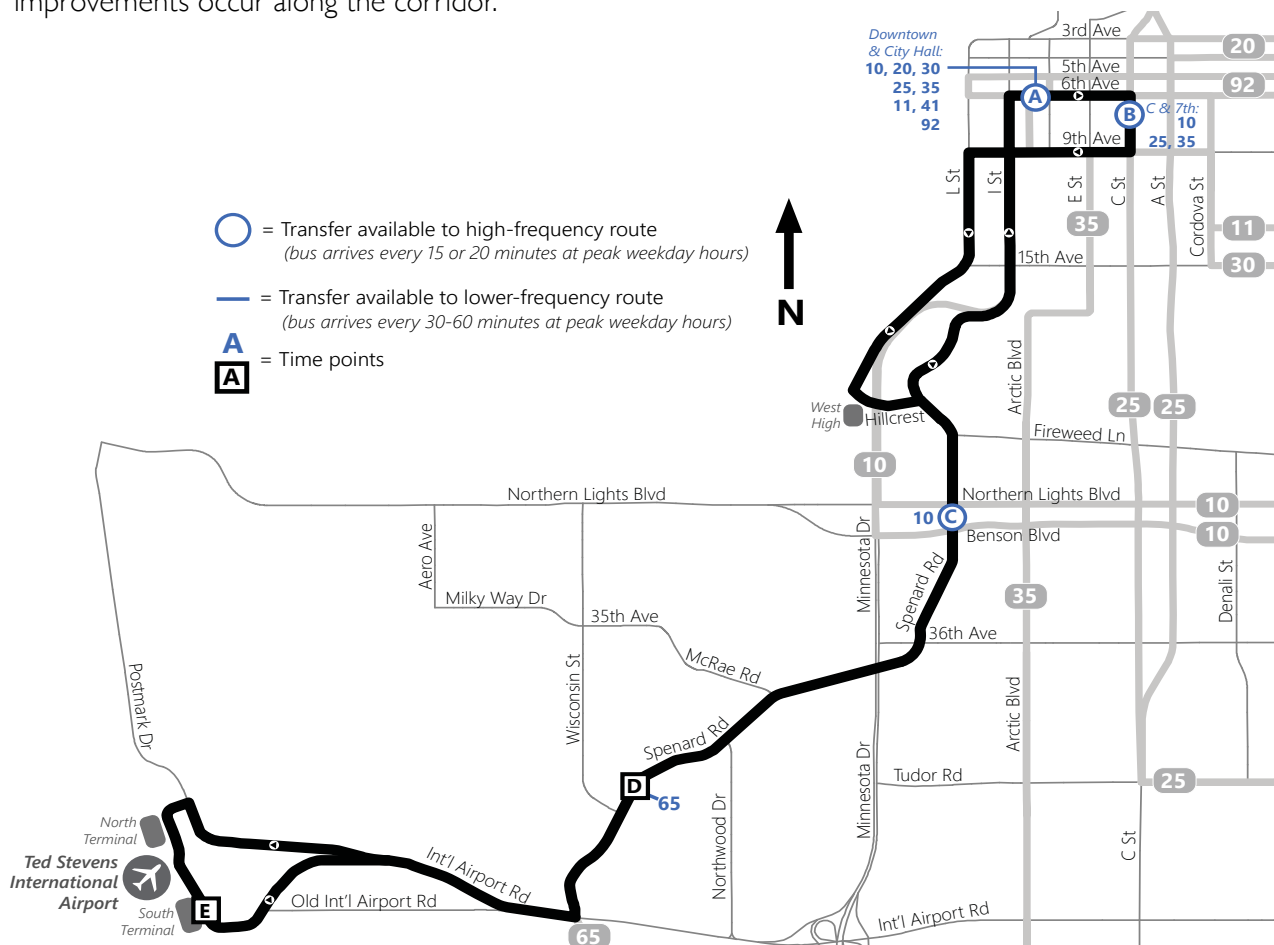 improvements occur along the corridor.
Downtown
& City Hall:
10, 20, 30
25, 35
11, 41
92
3rd Ave
20
5th Ave
6th Ave
92
A
B
C & 7th:
10
25, 35
9th Ave
L St
I St
E St
C St
A St
Cordova St
35
11
15th Ave
30
= Transfer available to high-frequency route
(bus arrives every 15 or 20 minutes at peak weekday hours)
= Transfer available to lower-frequency route
(bus arrives every 30-60 minutes at peak weekday hours)
A
A
= Time points
N
Arctic Blvd
West
High
Hillcrest
25
25
Fireweed Ln
10
Northern Lights Blvd
Northern Lights Blvd
10
10
C
Benson Blvd
10
Aero Ave
Minnesota Dr
Spenard Rd
Denali St
Milky Way Dr
35th Ave
35
36th Ave
McRae Rd
Postmark Dr
Wisconsin St
Spenard Rd
Arctic Blvd
Minnesota Dr
Tudor Rd
25
D
65
Northwood Dr
C St
North
Terminal
Ted Stevens
International
Airport
Int'l Airport Rd
Old Int'l Airport Rd
E
South
Terminal
65
Int'l Airport Rd